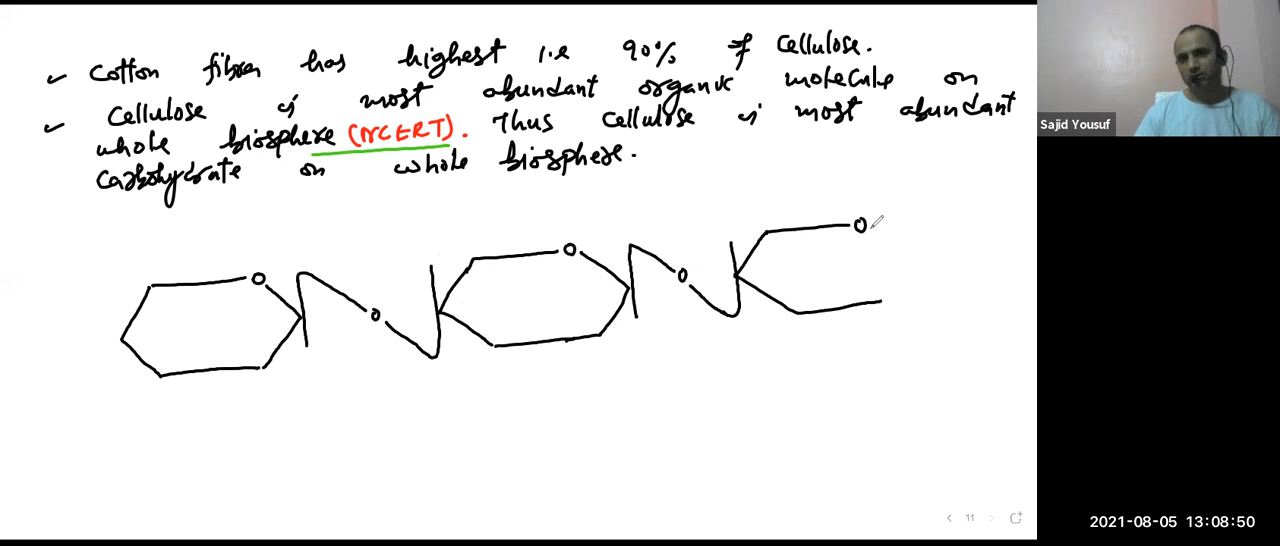 Cotton fibre has highest i.e 90% of cellulose.
Cellulose is most abundant organic molecule on
whole biosphere (NCERT). Thus cellulose is most abundant
carbohydrate on whole biosphere.
O
O
O
O
O
Sajid Yousuf
11
2021-08-05 13:08:50